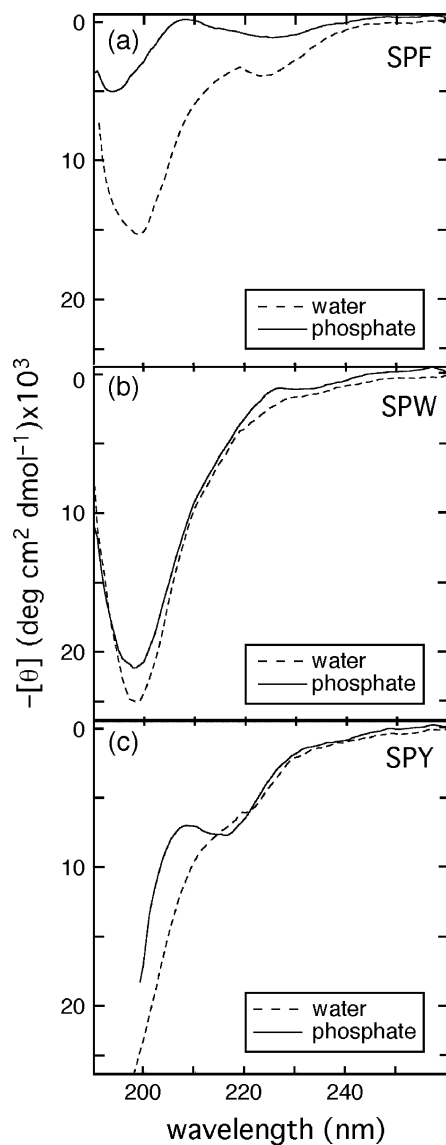 −[θ] (deg cm² dmol⁻¹)x10³
0
(a)
SPF
10
20
water
phosphate
0
(b)
SPW
10
20
water
phosphate
0
(c)
SPY
10
20
water
phosphate
200 220 240
wavelength (nm)